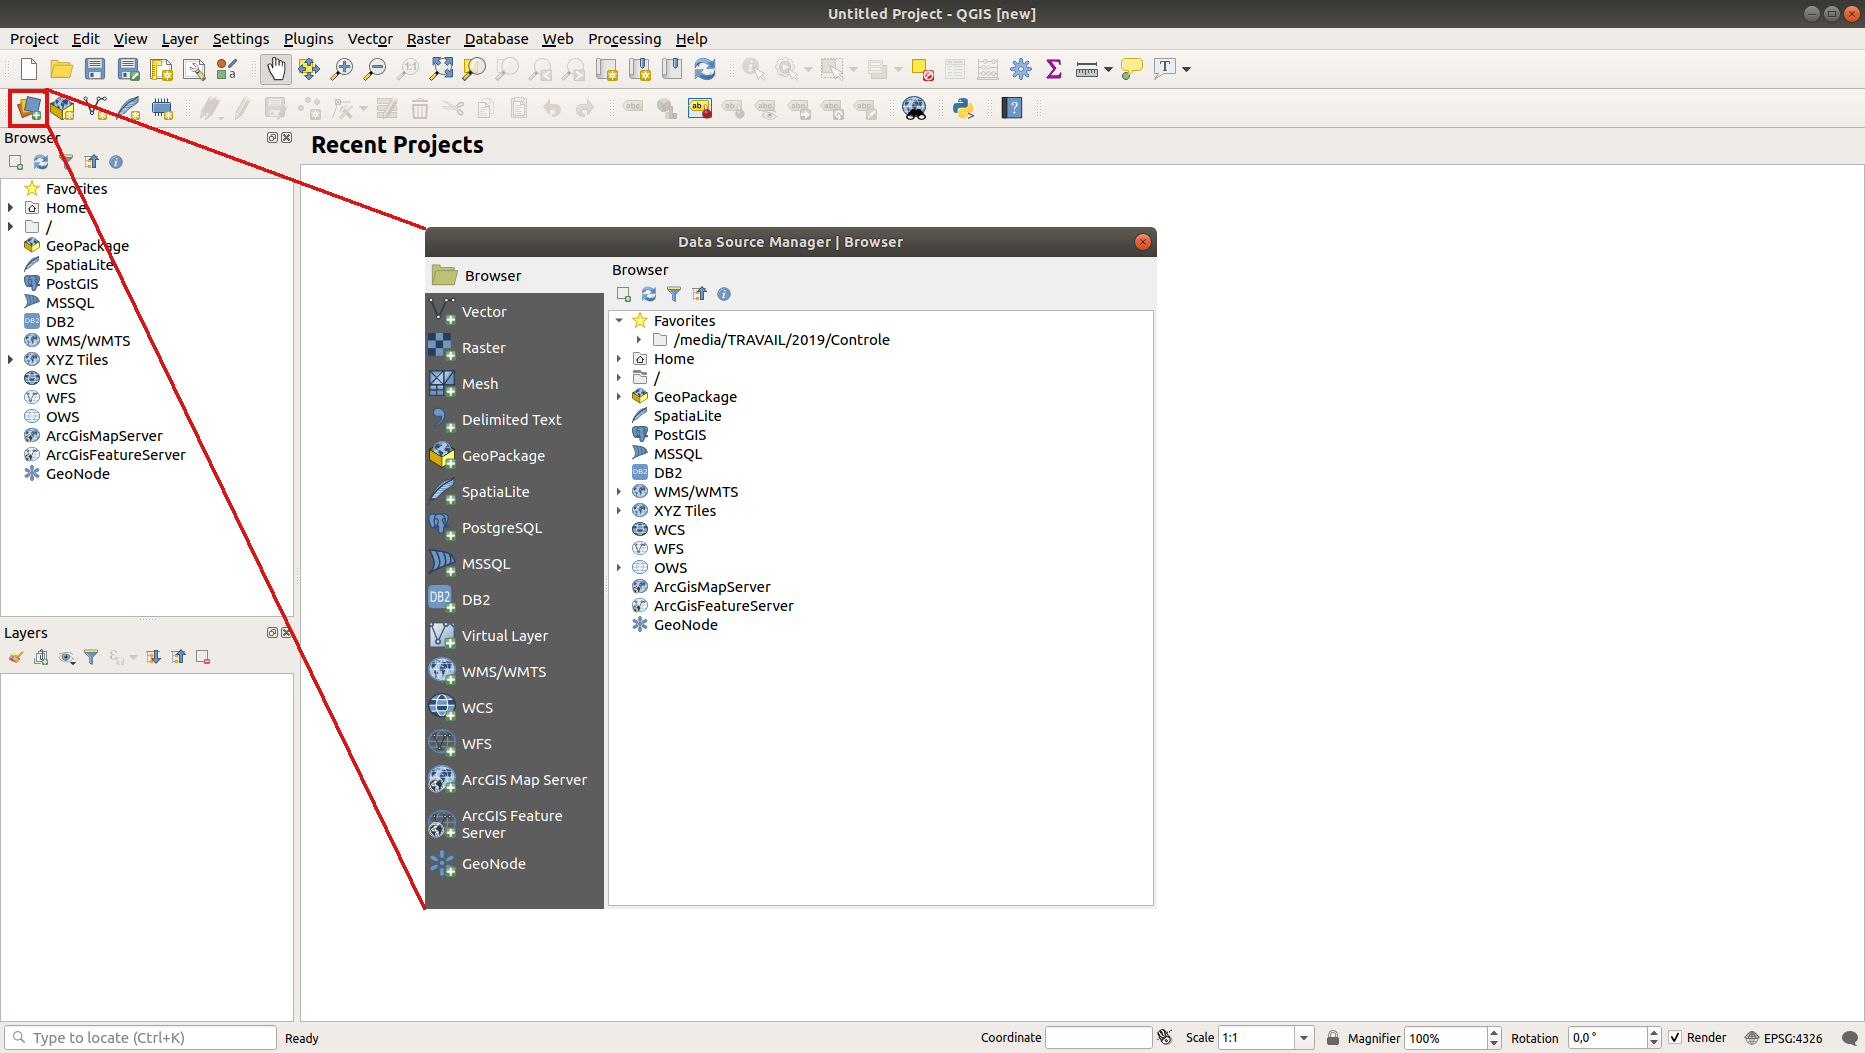 Untitled Project - QGIS [new]
Project Edit View Layer Settings Plugins Vector Raster Database Web Processing Help
Browser
Favorites
Home
/
GeoPackage
SpatiaLite
PostGIS
MSSQL
DB2
WMS/WMTS
XYZ Tiles
WCS
WFS
OWS
ArcGisMapServer
ArcGisFeatureServer
GeoNode
Layers
Recent Projects
Data Source Manager | Browser
Browser
Vector
Raster
Mesh
Delimited Text
GeoPackage
SpatiaLite
PostgreSQL
MSSQL
DB2
Virtual Layer
WMS/WMTS
WCS
WFS
ArcGIS Map Server
ArcGIS Feature
Server
GeoNode
Browser
Favorites
/media/TRAVAIL/2019/Controle
Home
/
GeoPackage
SpatiaLite
PostGIS
MSSQL
DB2
WMS/WMTS
XYZ Tiles
WCS
WFS
OWS
ArcGisMapServer
ArcGisFeatureServer
GeoNode
Type to locate (Ctrl+K) Ready Coordinate Scale 1:1 Magnifier 100% Rotation 0,0 ° Render EPSG:4326